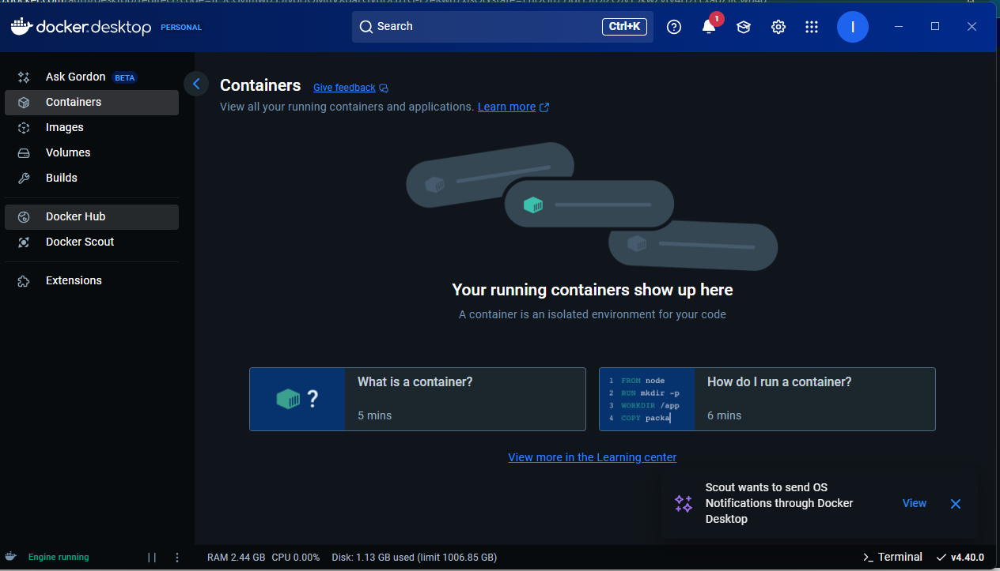 docker.desktop PERSONAL
Search
Ctrl+K
1
I
Ask Gordon BETA
Containers
Images
Volumes
Builds
Docker Hub
Docker Scout
Extensions
Containers Give feedback
View all your running containers and applications. Learn more
Your running containers show up here
A container is an isolated environment for your code
?
What is a container?
5 mins
1 FROM node
2 RUN mkdir -p
3 WORKDIR /app
4 COPY packa
How do I run a container?
6 mins
View more in the Learning center
Scout wants to send OS
Notifications through Docker
Desktop
View
Engine running
RAM 2.44 GB CPU 0.00% Disk: 1.13 GB used (limit 1006.85 GB)
Terminal
v4.40.0